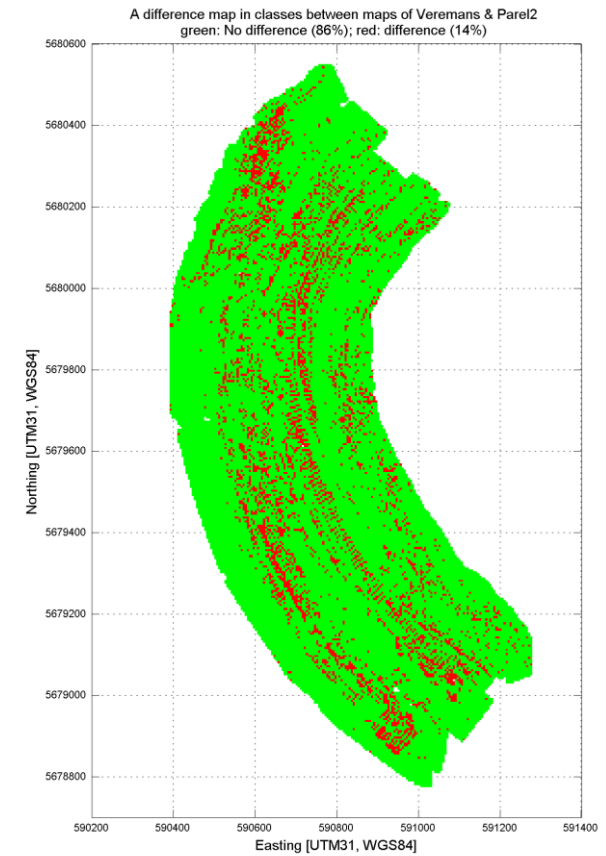 A difference map in classes between maps of Veremans & Parel2
green: No difference (86%); red: difference (14%)
5680600
5680400
5680200
5680000
5679800
5679600
5679400
5679200
5679000
5678800
Northing [UTM31, WGS84]
590200 590400 590600 590800 591000 591200 591400
Easting [UTM31, WGS84]